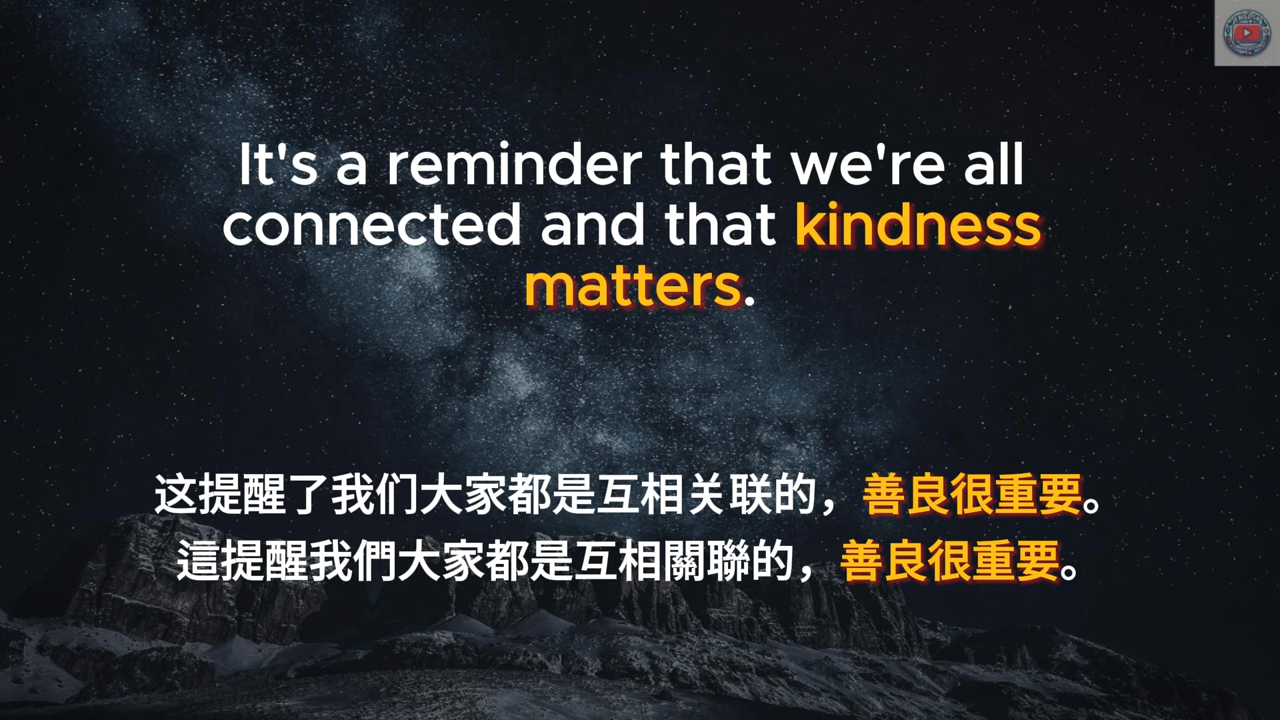 It's a reminder that we're all
connected and that kindness
matters.
这提醒了我们大家都是互相关联的，善良很重要。
這提醒我們大家都是互相關聯的，善良很重要。